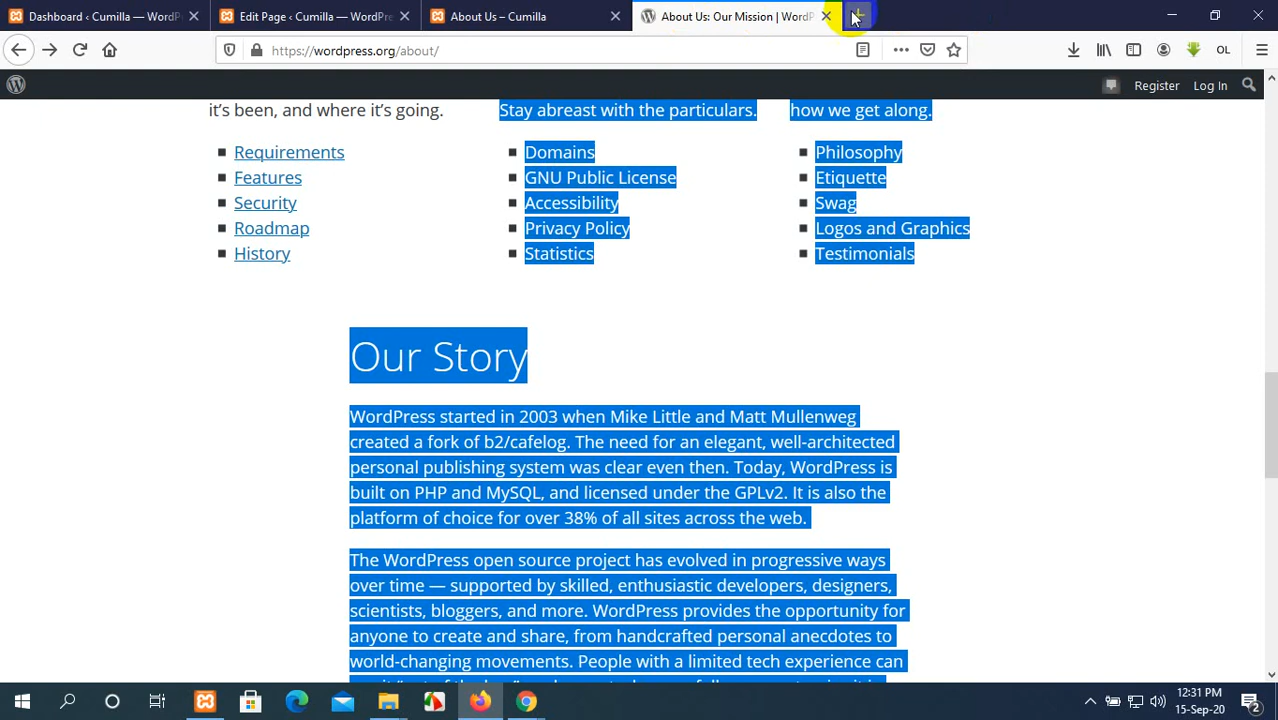 Dashboard ‹ Cumilla — WordP
Edit Page ‹ Cumilla — WordPre
About Us – Cumilla
About Us: Our Mission | WordP
https://wordpress.org/about/
OL
Register
Log In
it’s been, and where it’s going.
Stay abreast with the particulars.
how we get along.
Requirements
Features
Security
Roadmap
History
Domains
GNU Public License
Accessibility
Privacy Policy
Statistics
Philosophy
Etiquette
Swag
Logos and Graphics
Testimonials
Our Story
WordPress started in 2003 when Mike Little and Matt Mullenweg
created a fork of b2/cafelog. The need for an elegant, well-architected
personal publishing system was clear even then. Today, WordPress is
built on PHP and MySQL, and licensed under the GPLv2. It is also the
platform of choice for over 38% of all sites across the web.
The WordPress open source project has evolved in progressive ways
over time — supported by skilled, enthusiastic developers, designers,
scientists, bloggers, and more. WordPress provides the opportunity for
anyone to create and share, from handcrafted personal anecdotes to
world-changing movements. People with a limited tech experience can
12:31 PM
15-Sep-20
2